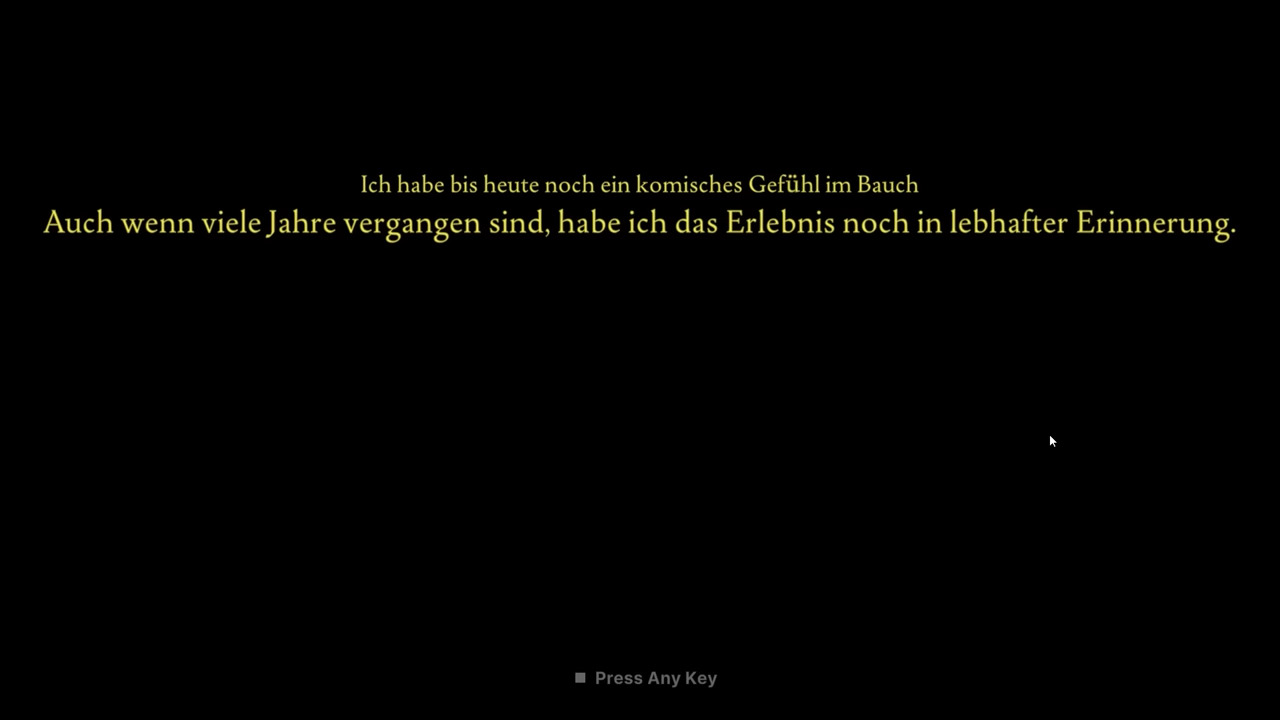 Ich habe bis heute noch ein komisches Gefühl im Bauch
Auch wenn viele Jahre vergangen sind, habe ich das Erlebnis noch in lebhafter Erinnerung.
Press Any Key